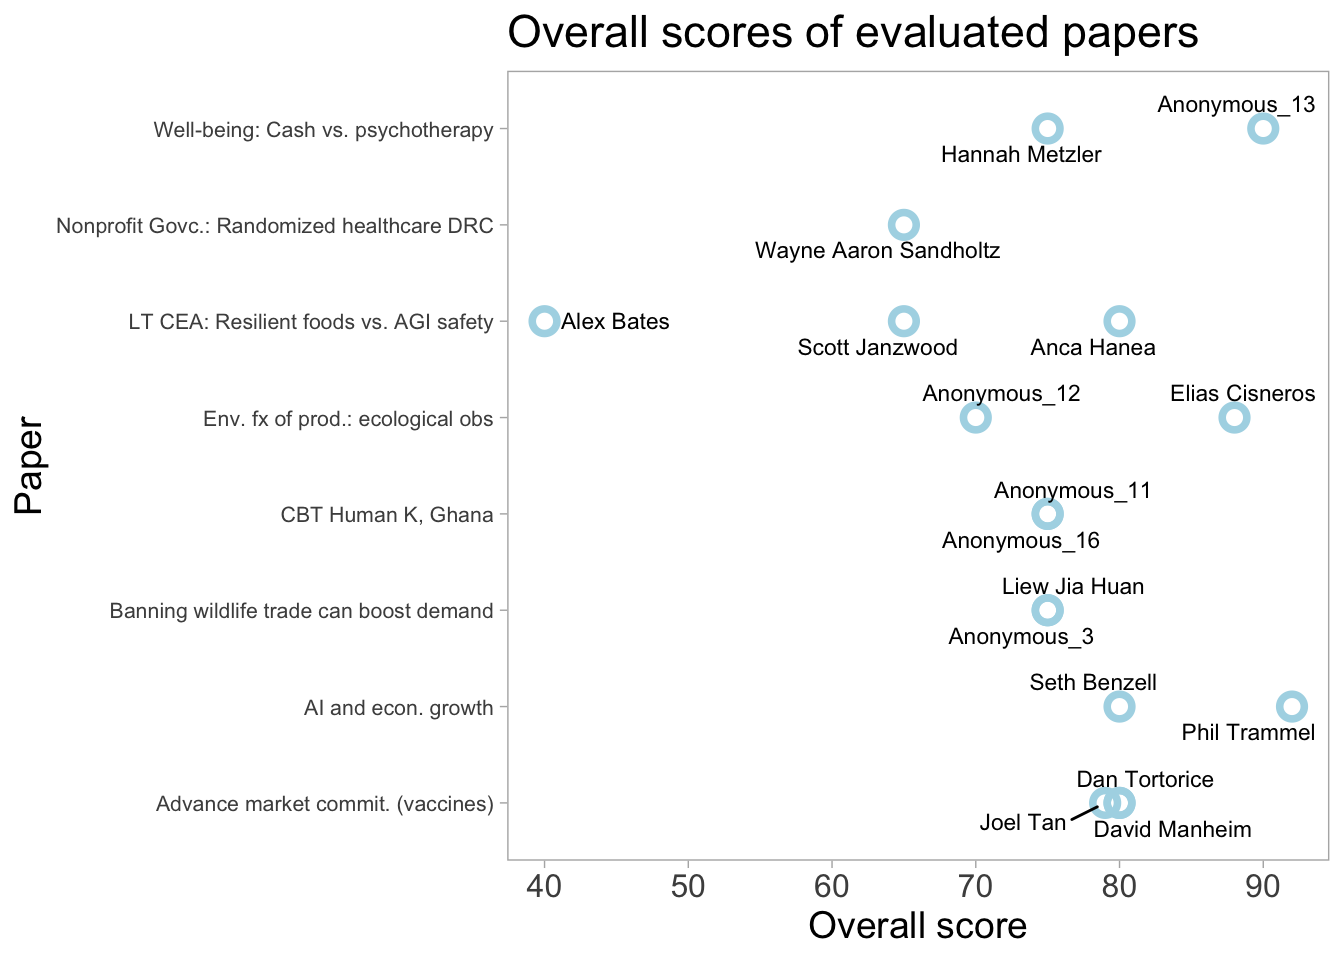 Overall scores of evaluated papers
Paper
Well-being: Cash vs. psychotherapy
Anonymous_13
Hannah Metzler
Nonprofit Govc.: Randomized healthcare DRC
Wayne Aaron Sandholtz
LT CEA: Resilient foods vs. AGI safety
Alex Bates
Scott Janzwood
Anca Hanea
Env. fx of prod.: ecological obs
Anonymous_12
Elias Cisneros
CBT Human K, Ghana
Anonymous_11
Anonymous_16
Banning wildlife trade can boost demand
Liew Jia Huan
Anonymous_3
AI and econ. growth
Seth Benzell
Phil Trammel
Advance market commit. (vaccines)
Dan Tortorice
Joel Tan
David Manheim
40 50 60 70 80 90
Overall score